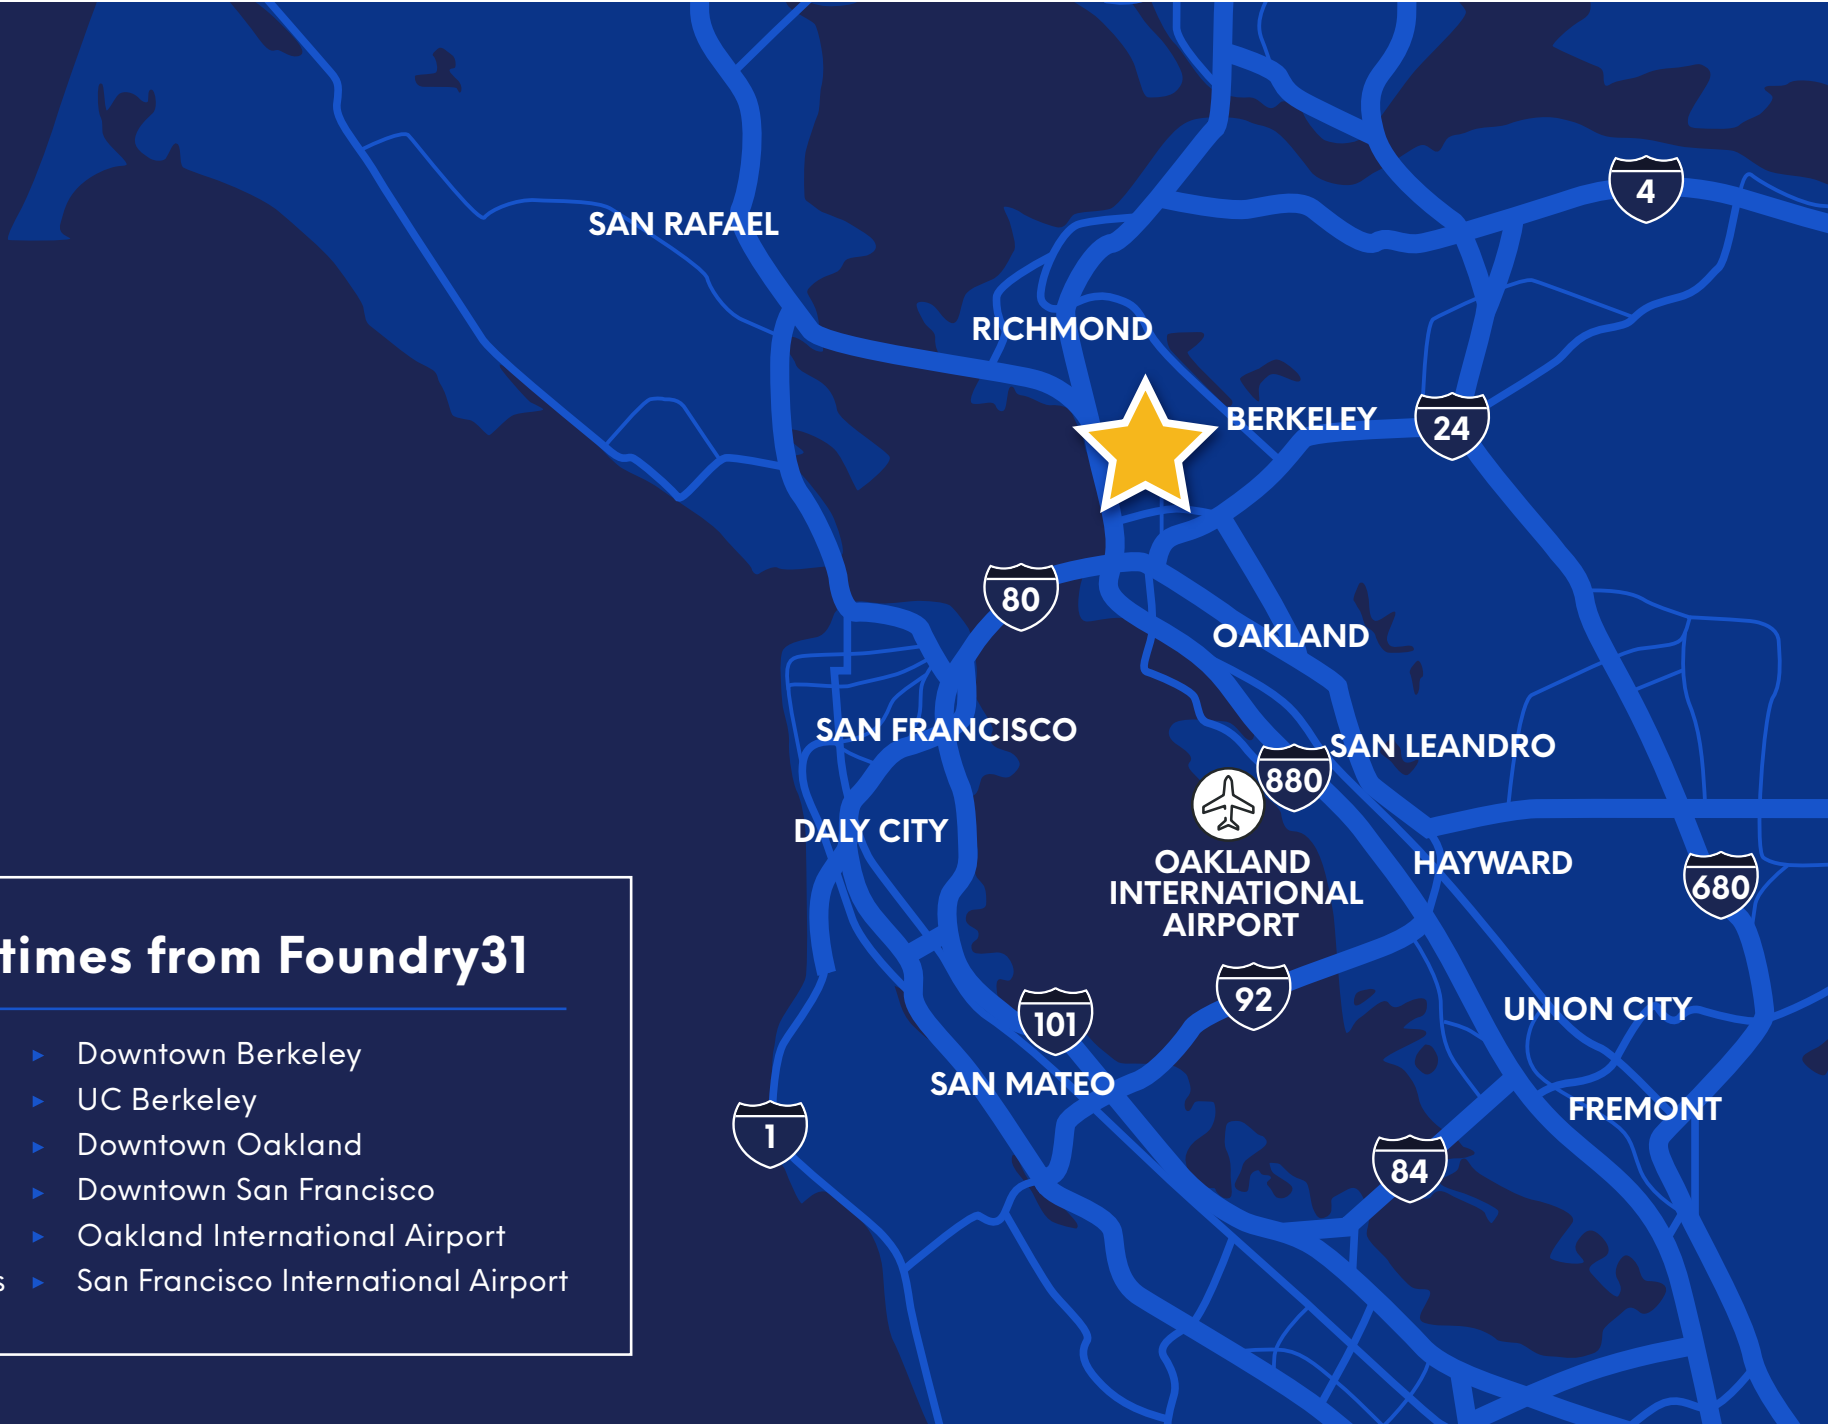 4
SAN RAFAEL
RICHMOND
BERKELEY
24
80
OAKLAND
SAN FRANCISCO
SAN LEANDRO
880
DALY CITY
OAKLAND
INTERNATIONAL
AIRPORT
HAYWARD
680
92
101
UNION CITY
SAN MATEO
FREMONT
1
84
times from Foundry31
Downtown Berkeley
UC Berkeley
Downtown Oakland
Downtown San Francisco
Oakland International Airport
s San Francisco International Airport